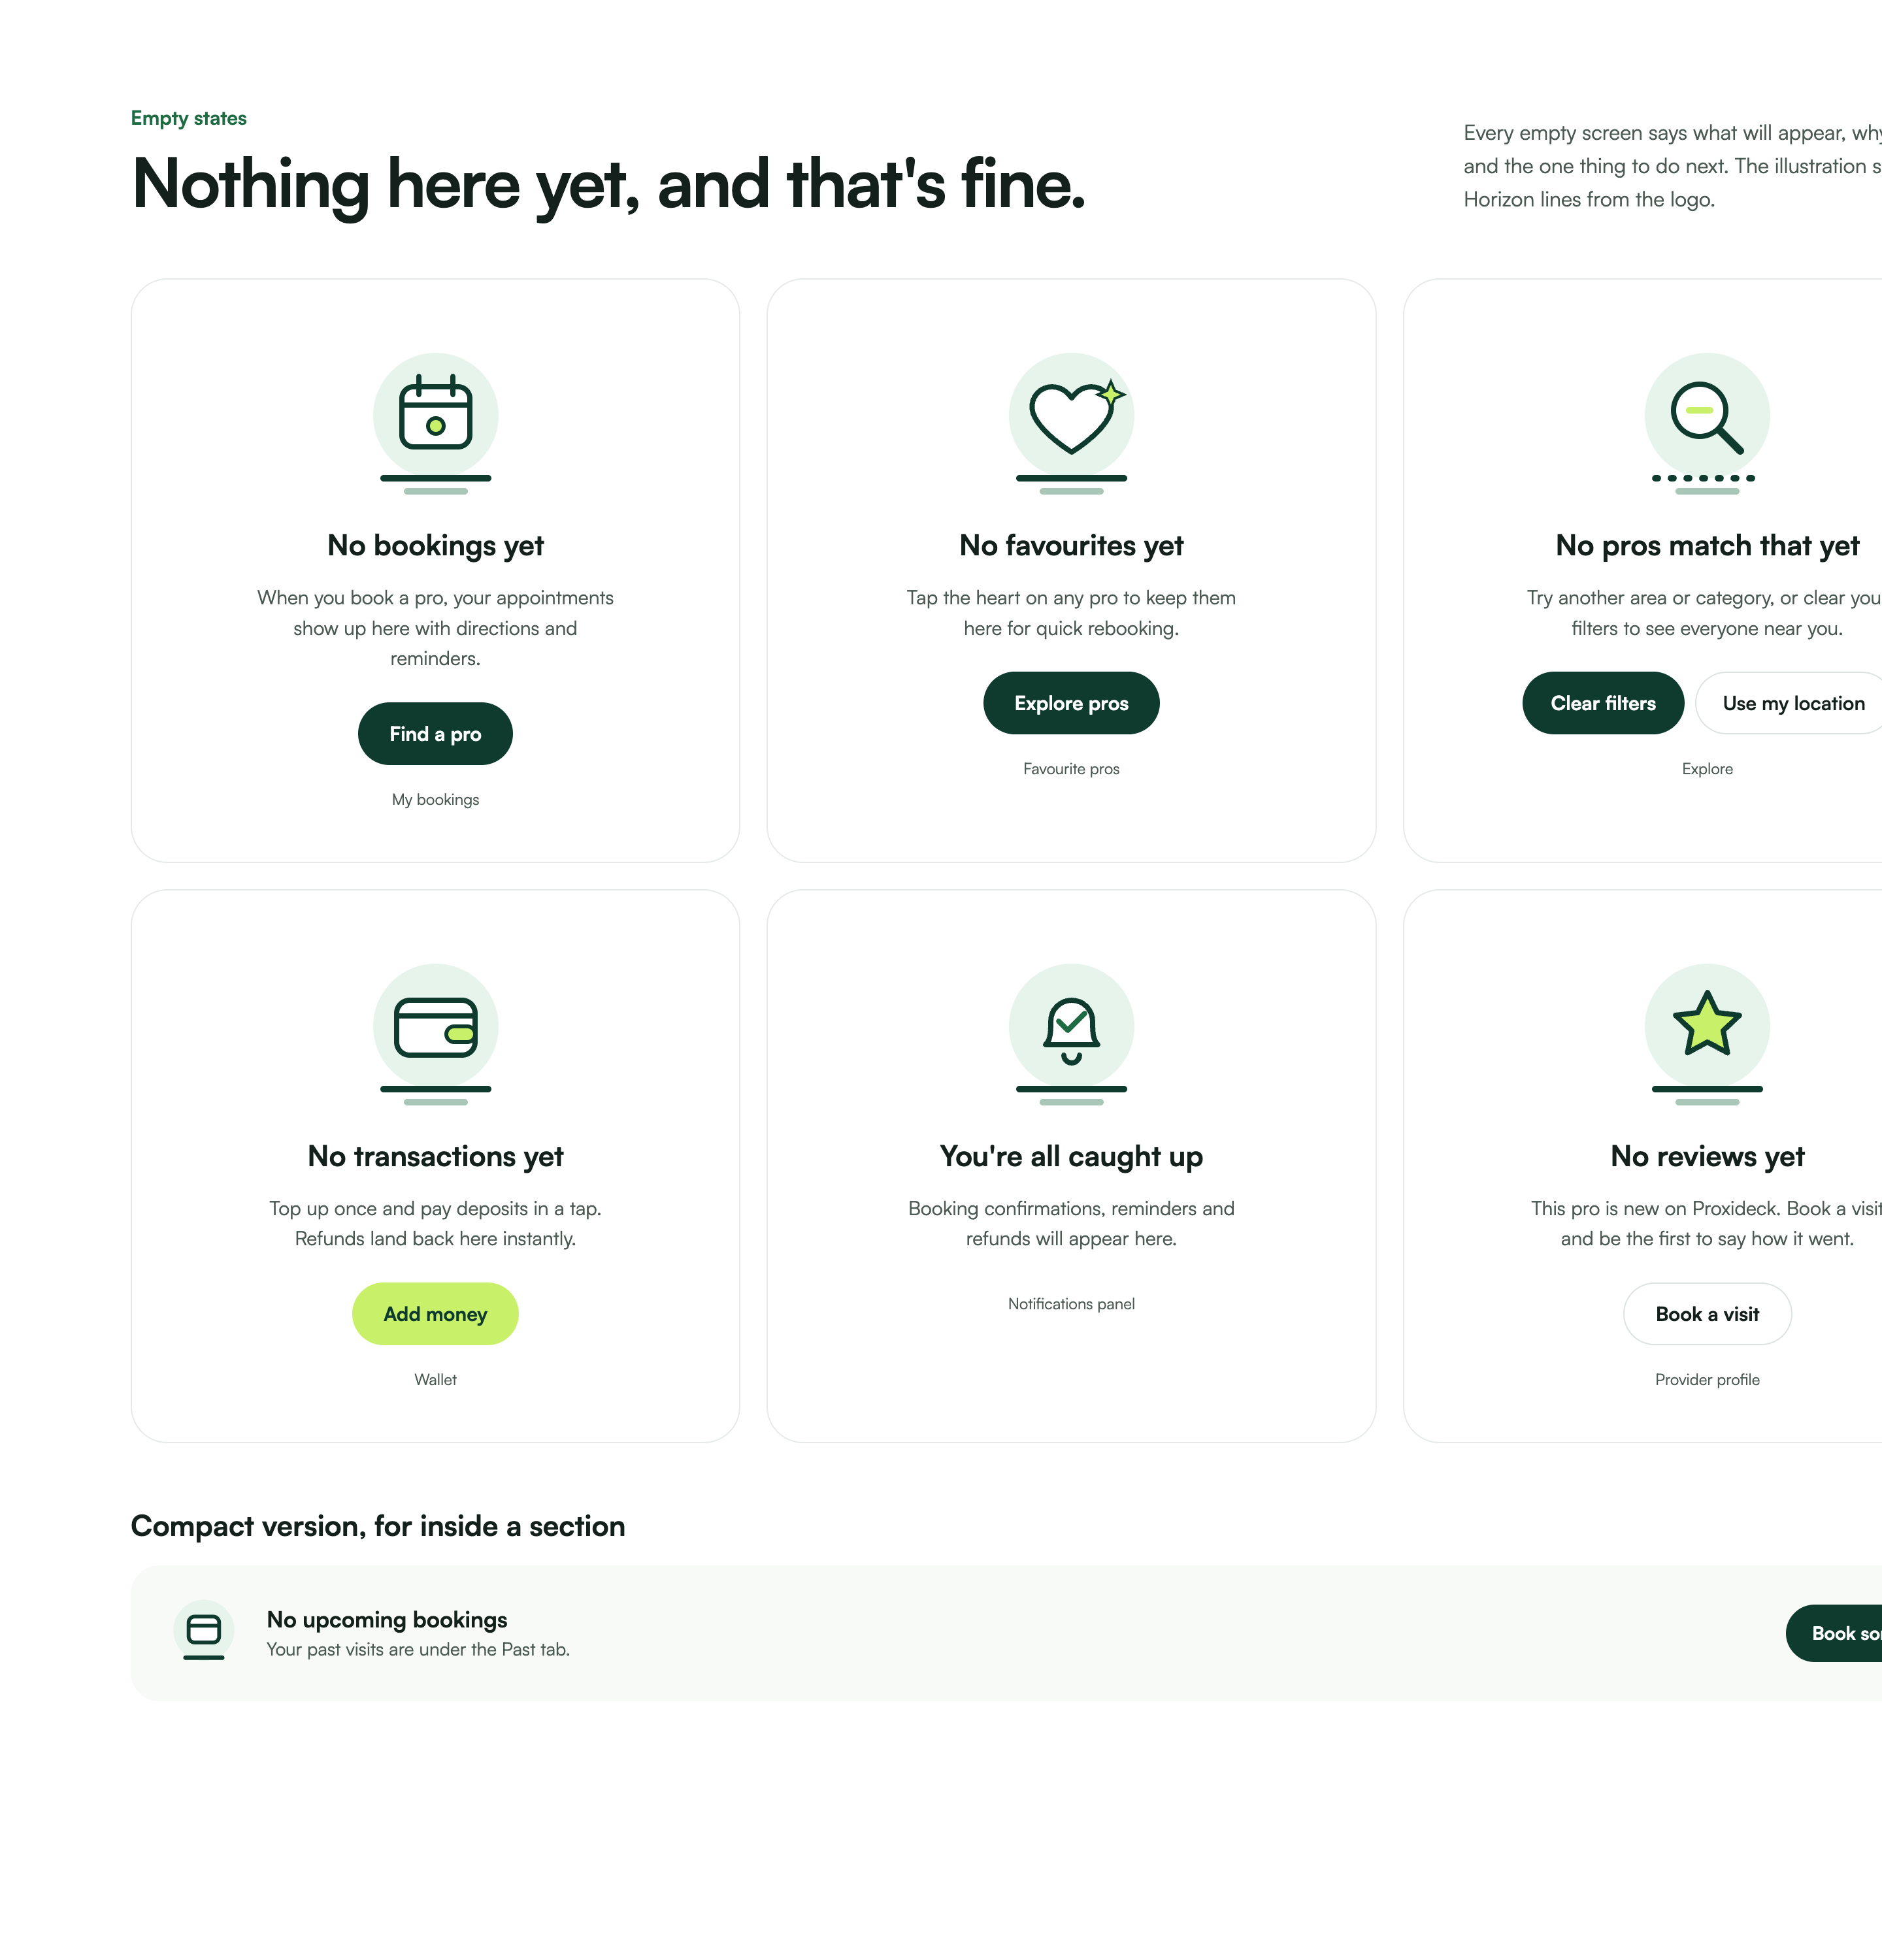 Empty states
Nothing here yet, and that's fine.
Every empty screen says what will appear, why
and the one thing to do next. The illustration
Horizon lines from the logo.
No bookings yet
When you book a pro, your appointments
show up here with directions and
reminders.
Find a pro
My bookings
No favourites yet
Tap the heart on any pro to keep them
here for quick rebooking.
Explore pros
Favourite pros
No pros match that yet
Try another area or category, or clear
filters to see everyone near you.
Clear filters
Use my location
Explore
No transactions yet
Top up once and pay deposits in a tap.
Refunds land back here instantly.
Add money
Wallet
You're all caught up
Booking confirmations, reminders and
refunds will appear here.
Notifications panel
No reviews yet
This pro is new on Proxideck. Book a visit
and be the first to say how it went.
Book a visit
Provider profile
Compact version, for inside a section
No upcoming bookings
Your past visits are under the Past tab.
Book